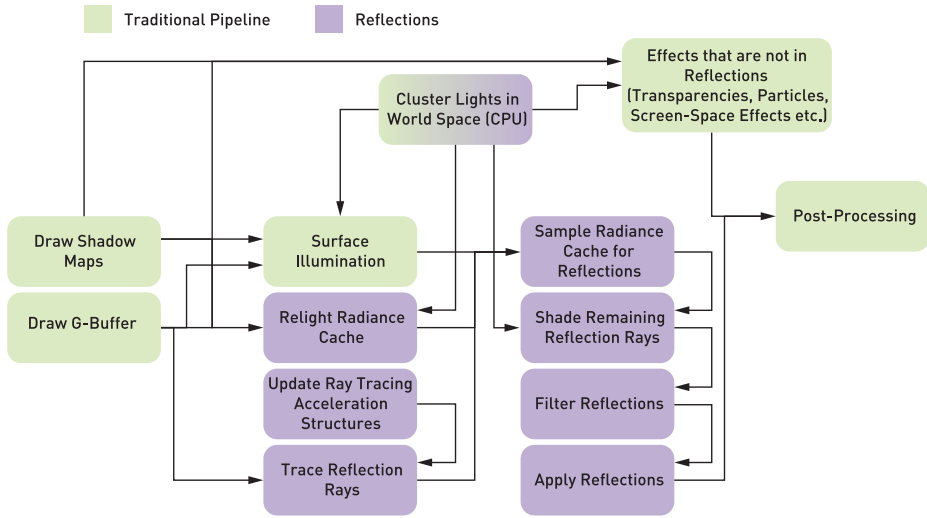 Traditional Pipeline
Reflections
Effects that are not in
Reflections
(Transparencies, Particles,
Screen-Space Effects etc.)
Cluster Lights in
World Space (CPU)
Post-Processing
Draw Shadow
Maps
Surface
Illumination
Sample Radiance
Cache for
Reflections
Draw G-Buffer
Relight Radiance
Cache
Shade Remaining
Reflection Rays
Update Ray Tracing
Acceleration
Structures
Filter Reflections
Trace Reflection
Rays
Apply Reflections